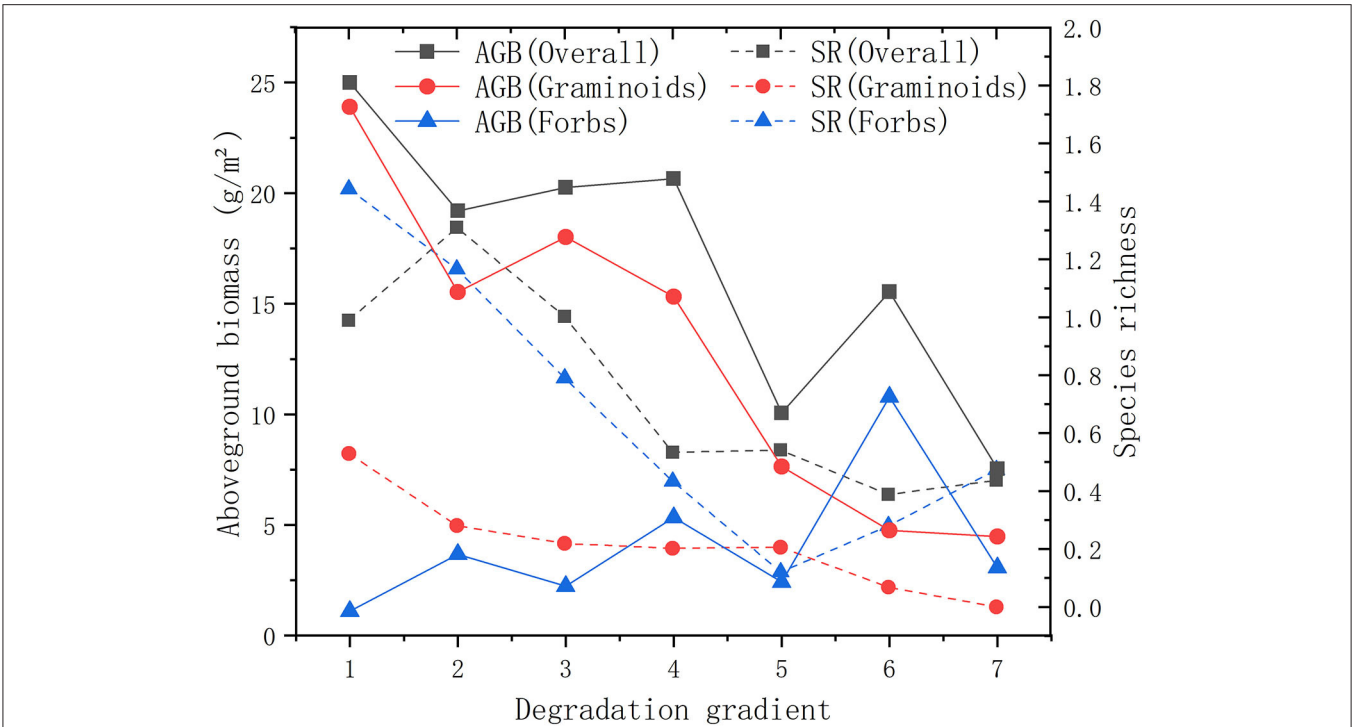 AGB(Overall)
AGB(Graminoids)
AGB(Forbs)
SR(Overall)
SR(Graminoids)
SR(Forbs)
Aboveground biomass (g/m²)
25
20
15
10
5
0
2.0
1.8
1.6
1.4
1.2
1.0
0.8
0.6
0.4
0.2
0.0
Species richness
1 2 3 4 5 6 7
Degradation gradient